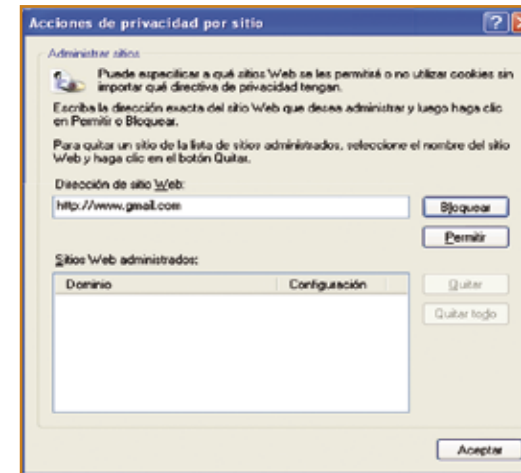 Acciones de privacidad por sitio
Administrar sitios
Puede especificar a qué sitios Web se les permitirá o no utilizar cookies sin
importar qué directiva de privacidad tengan.
Escriba la dirección exacta del sitio Web que desea administrar y luego haga clic
en Permitir o Bloquear.
Para quitar un sitio de la lista de sitios administrados, seleccione el nombre del sitio
Web y haga clic en el botón Quitar.
Dirección de sitio Web:
http://www.gmail.com
Bloquear
Permitir
Sitios Web administrados:
Dominio Configuración
Quitar
Quitar todo
Aceptar